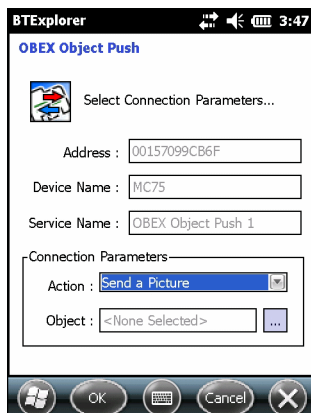 BTExplorer 3:47
OBEX Object Push
Select Connection Parameters...
Address : 00157099CB6F
Device Name : MC75
Service Name : OBEX Object Push 1
Connection Parameters
Action : Send a Picture
Object : <None Selected> ...
OK Cancel